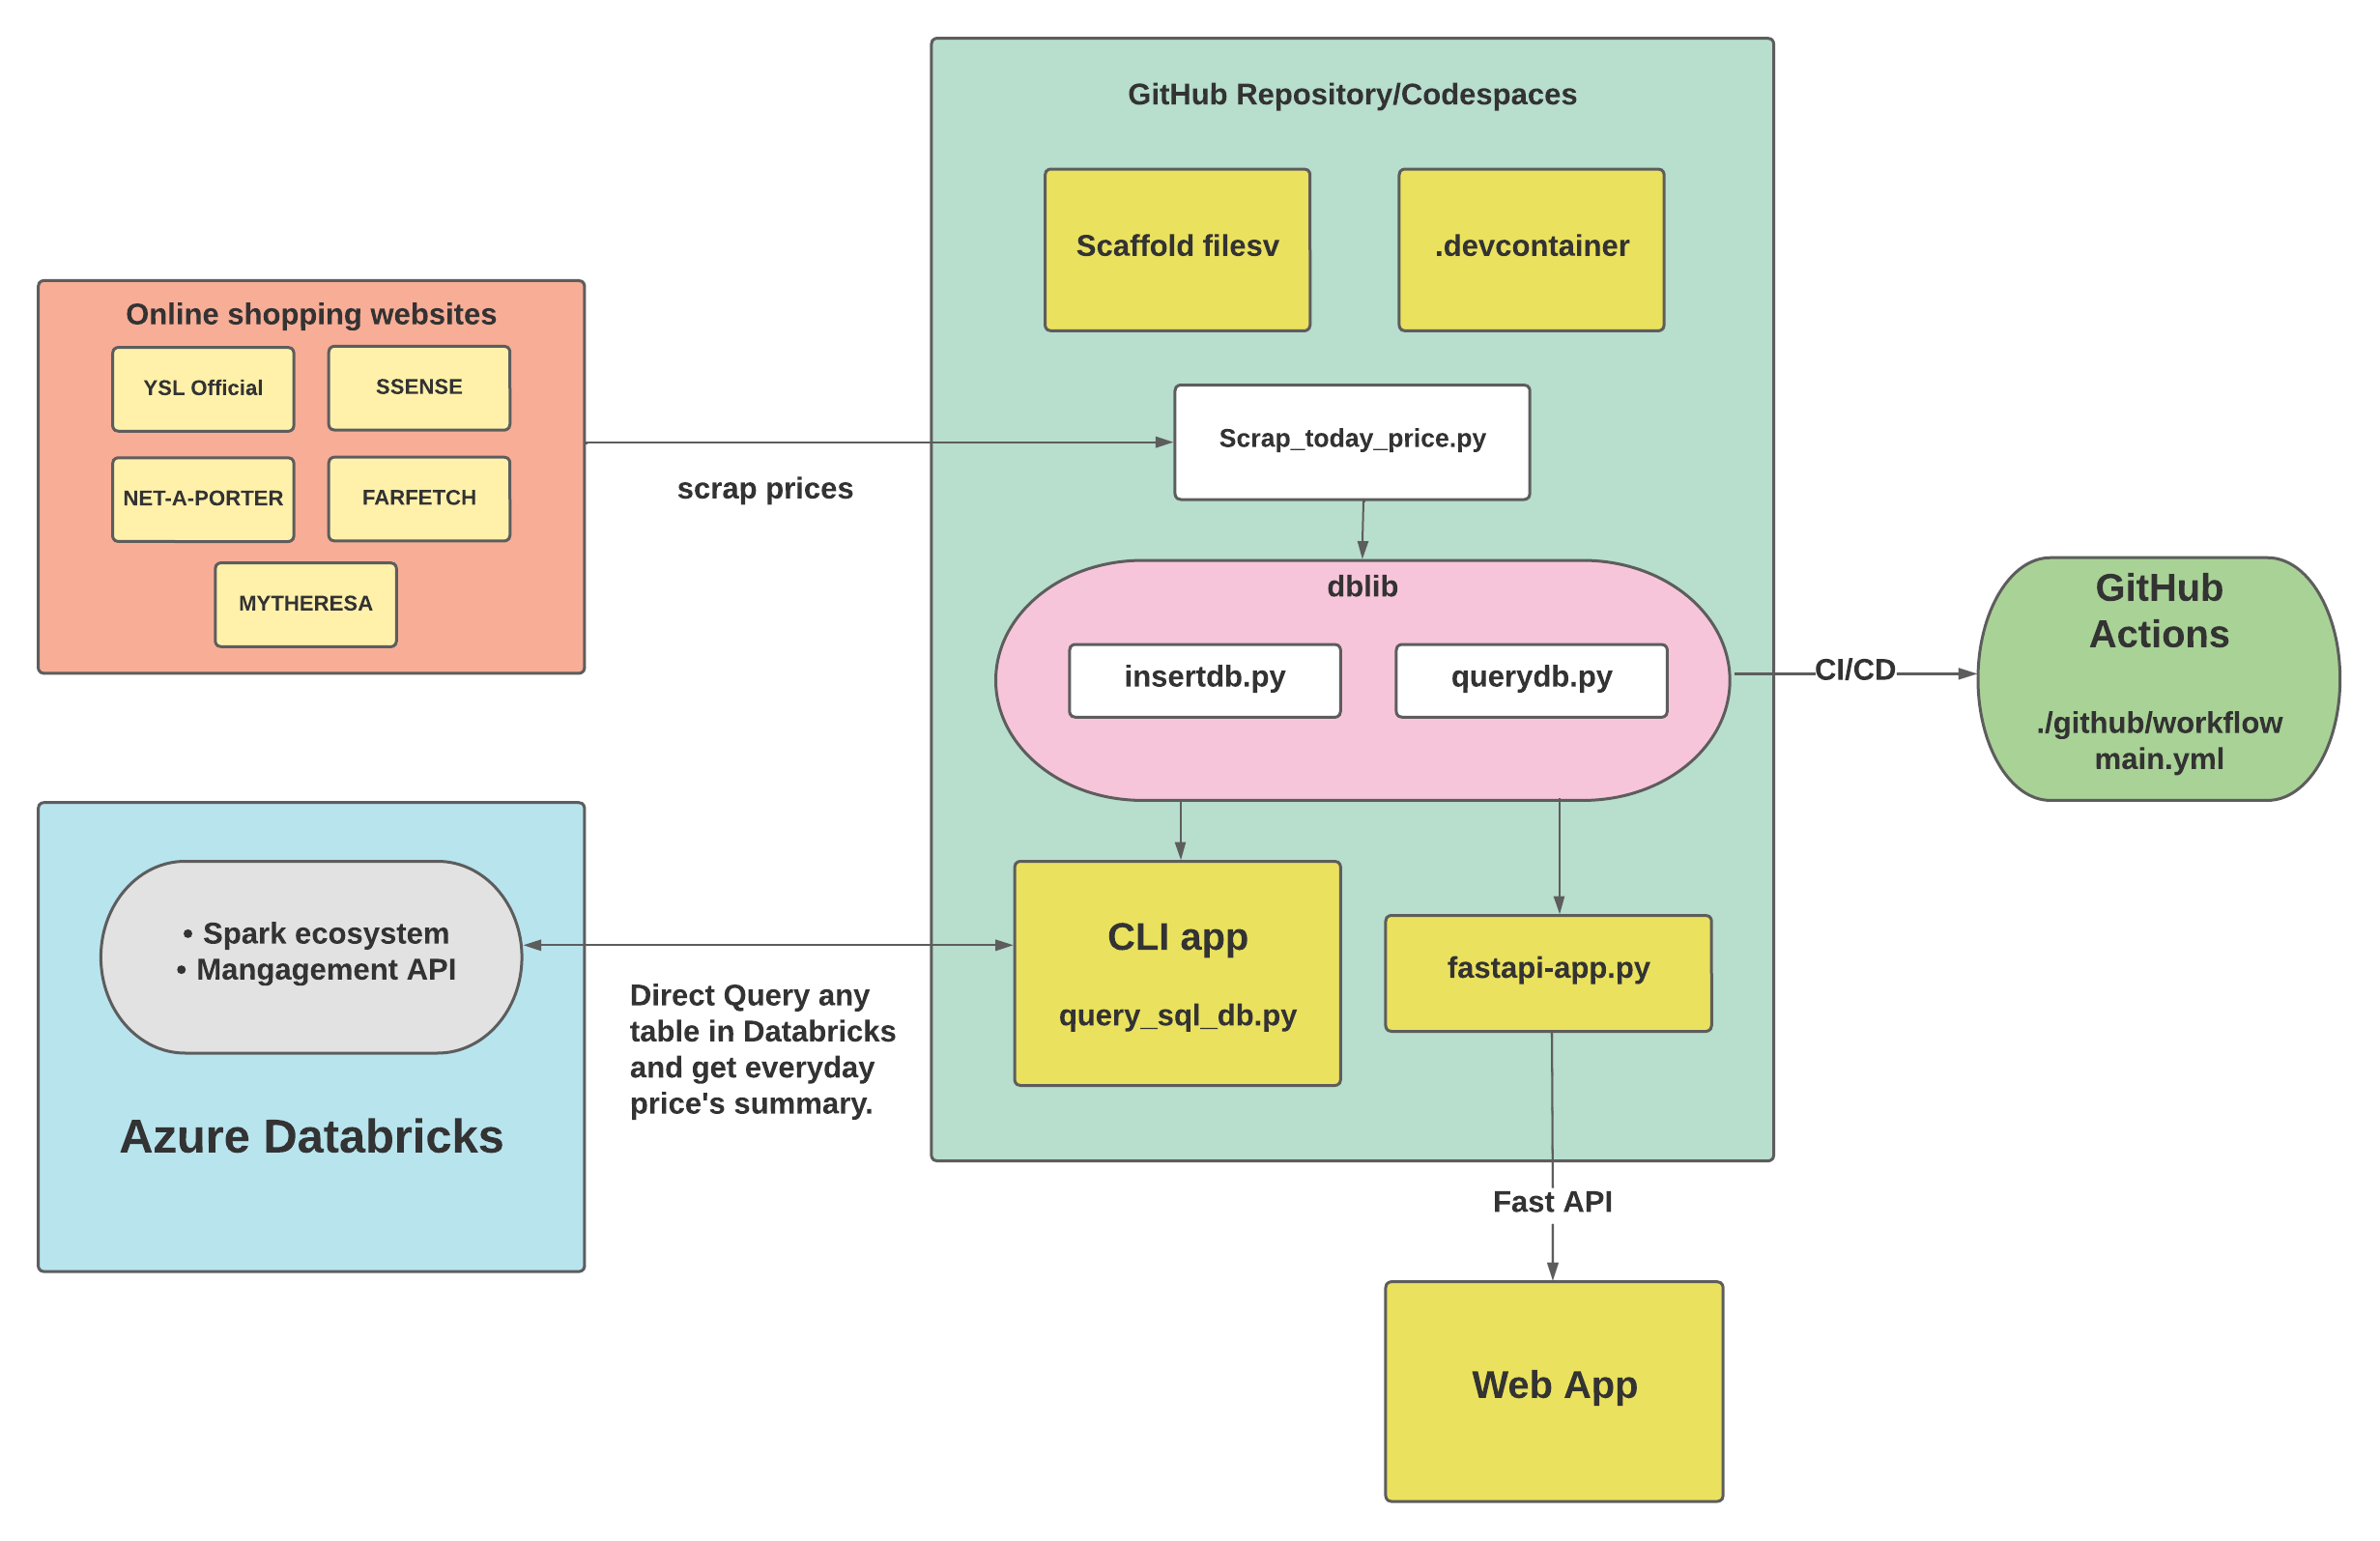 GitHub Repository/Codespaces
Scaffold filesv
.devcontainer
Online shopping websites
YSL Official
SSENSE
NET-A-PORTER
FARFETCH
MYTHERESA
scrap prices
Scrap_today_price.py
dblib
insertdb.py
querydb.py
CI/CD
GitHub
Actions
./github/workflow
main.yml
• Spark ecosystem
• Mangagement API
Azure Databricks
Direct Query any
table in Databricks
and get everyday
price's summary.
CLI app
query_sql_db.py
fastapi-app.py
Fast API
Web App